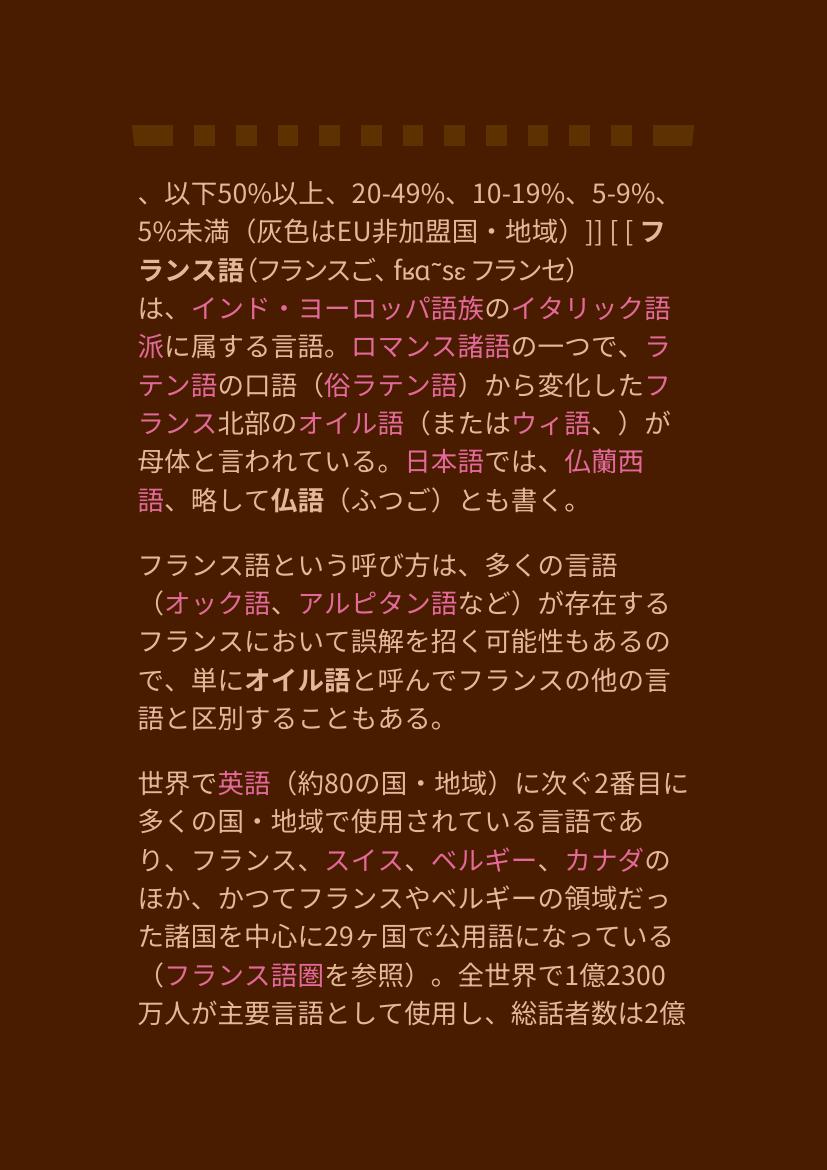 、以下50%以上、20-49%、10-19%、5-9%、
5%未満（灰色はEU非加盟国・地域）]] [ [ フ
ランス語 (フランスご、fʁɑ˜sɛ フランセ）
は、インド・ヨーロッパ語族のイタリック語
派に属する言語。ロマンス諸語の一つで、ラ
テン語の口語（俗ラテン語）から変化したフ
ランス北部のオイル語（またはウィ語、）が
母体と言われている。日本語では、仏蘭西
語、略して仏語（ふつご）とも書く。
フランス語という呼び方は、多くの言語
（オック語、アルピタン語など）が存在する
フランスにおいて誤解を招く可能性もあるの
で、単にオイル語と呼んでフランスの他の言
語と区別することもある。
世界で英語（約80の国・地域）に次ぐ2番目に
多くの国・地域で使用されている言語であ
り、フランス、スイス、ベルギー、カナダの
ほか、かつてフランスやベルギーの領域だっ
た諸国を中心に29ヶ国で公用語になっている
（フランス語圏を参照）。全世界で1億2300
万人が主要言語として使用し、総話者数は2億